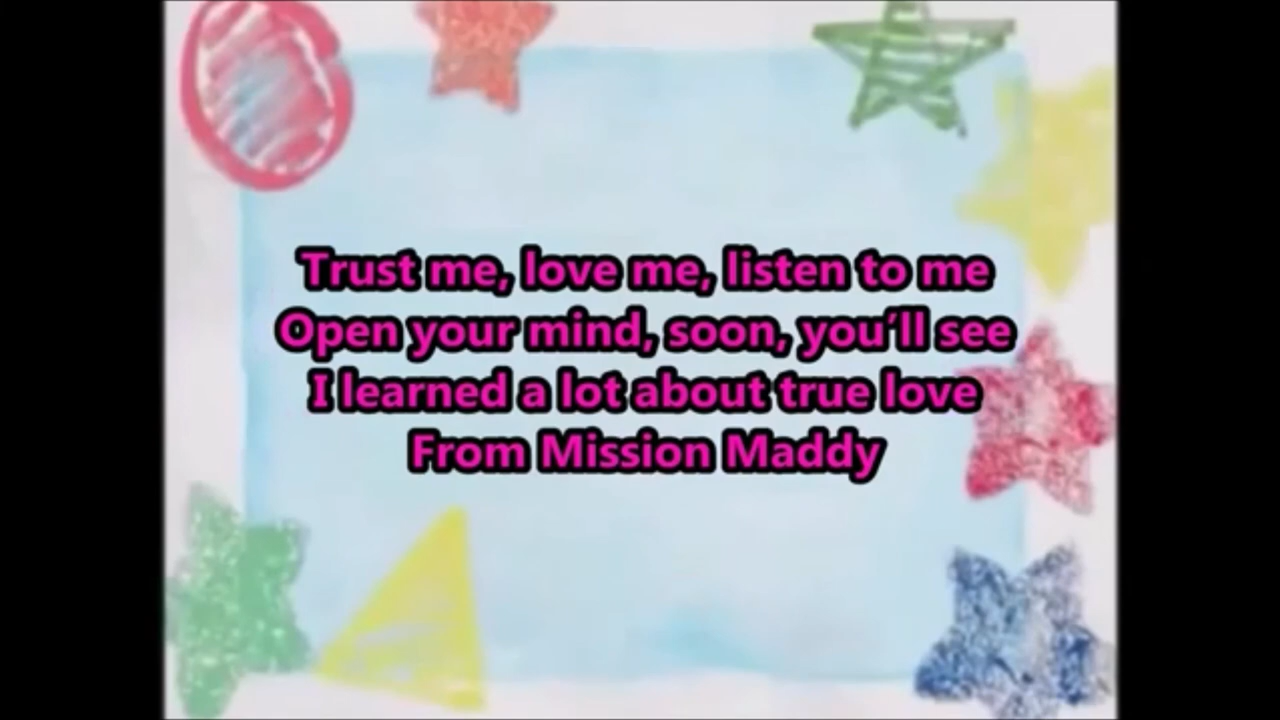 Trust me, love me, listen to me
Open your mind, soon, you’ll see
I learned a lot about true love
From Mission Maddy